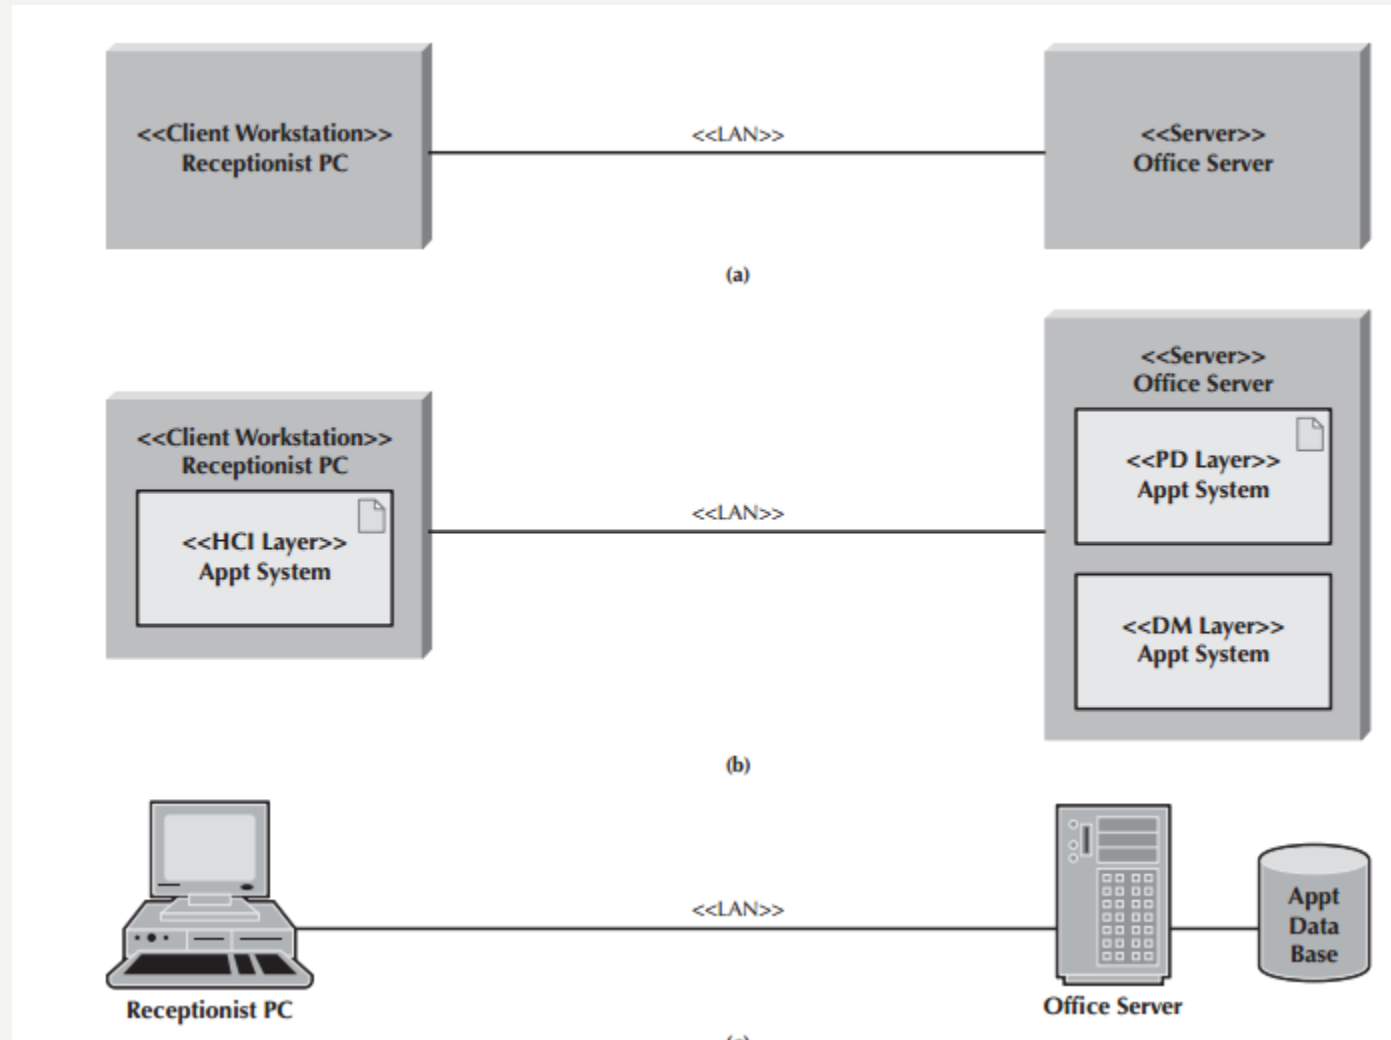 <<Client Workstation>>
Receptionist PC
<<LAN>>
<<Server>>
Office Server
(a)
<<Server>>
Office Server
<<Client Workstation>>
Receptionist PC
<<PD Layer>>
Appt System
<<LAN>>
<<HCI Layer>>
Appt System
<<DM Layer>>
Appt System
(b)
<<LAN>>
Appt
Data
Base
Receptionist PC
Office Server